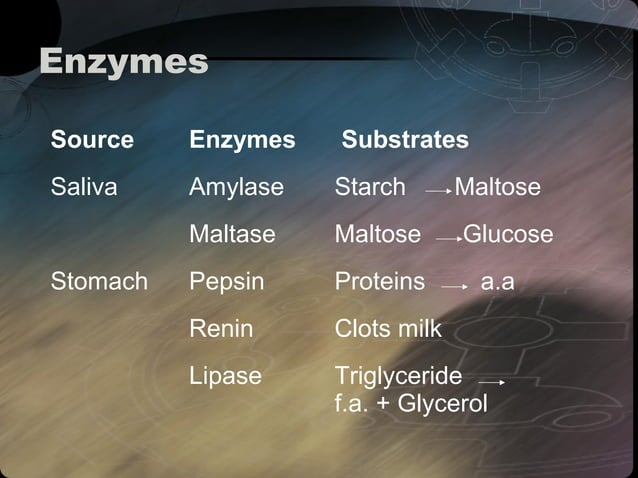 Enzymes
Source Enzymes Substrates
Saliva Amylase Starch → Maltose
Maltase Maltose → Glucose
Stomach Pepsin Proteins → a.a
Renin Clots milk
Lipase Triglyceride →
f.a. + Glycerol